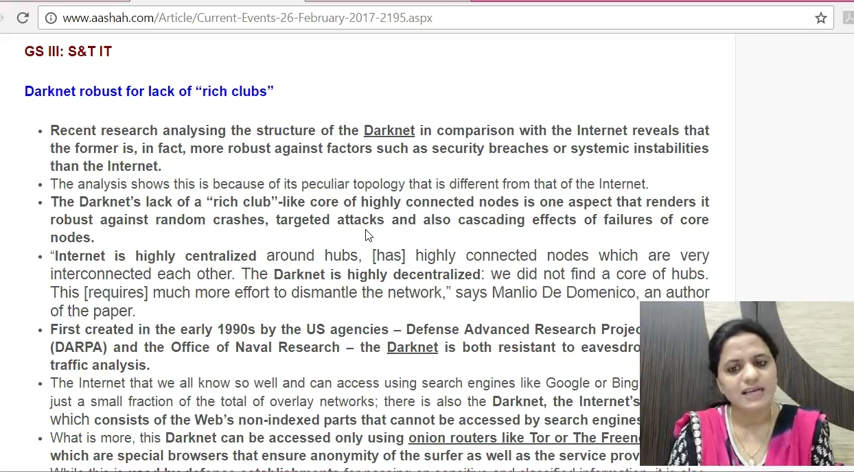 www.aashah.com/Article/Current-Events-26-February-2017-2195.aspx
GS III: S&T IT
Darknet robust for lack of “rich clubs”
• Recent research analysing the structure of the Darknet in comparison with the Internet reveals that
the former is, in fact, more robust against factors such as security breaches or systemic instabilities
than the Internet.
• The analysis shows this is because of its peculiar topology that is different from that of the Internet.
• The Darknet’s lack of a “rich club”-like core of highly connected nodes is one aspect that renders it
robust against random crashes, targeted attacks and also cascading effects of failures of core
nodes.
• “Internet is highly centralized around hubs, [has] highly connected nodes which are very
interconnected each other. The Darknet is highly decentralized: we did not find a core of hubs.
This [requires] much more effort to dismantle the network,” says Manlio De Domenico, an author
of the paper.
• First created in the early 1990s by the US agencies – Defense Advanced Research Projec
(DARPA) and the Office of Naval Research – the Darknet is both resistant to eavesdro
traffic analysis.
• The Internet that we all know so well and can access using search engines like Google or Bing
just a small fraction of the total of overlay networks; there is also the Darknet, the Internet’s
which consists of the Web’s non-indexed parts that cannot be accessed by search engines
• What is more, this Darknet can be accessed only using onion routers like Tor or The Freene
which are special browsers that ensure anonymity of the surfer as well as the service prov